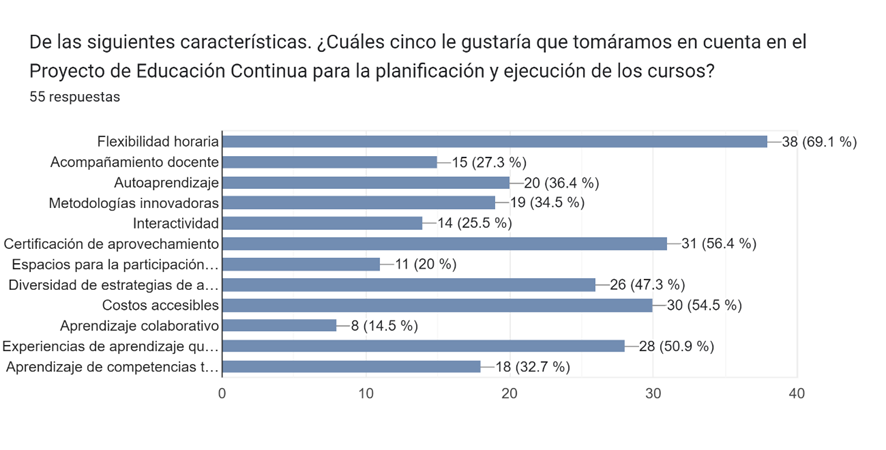 De las siguientes características. ¿Cuáles cinco le gustaría que tomáramos en cuenta en el
Proyecto de Educación Continua para la planificación y ejecución de los cursos?
55 respuestas
Flexibilidad horaria 38 (69.1 %)
Acompañamiento docente 15 (27.3 %)
Autoaprendizaje 20 (36.4 %)
Metodologías innovadoras 19 (34.5 %)
Interactividad 14 (25.5 %)
Certificación de aprovechamiento 31 (56.4 %)
Espacios para la participación… 11 (20 %)
Diversidad de estrategias de a… 26 (47.3 %)
Costos accesibles 30 (54.5 %)
Aprendizaje colaborativo 8 (14.5 %)
Experiencias de aprendizaje qu… 28 (50.9 %)
Aprendizaje de competencias t… 18 (32.7 %)
0 10 20 30 40